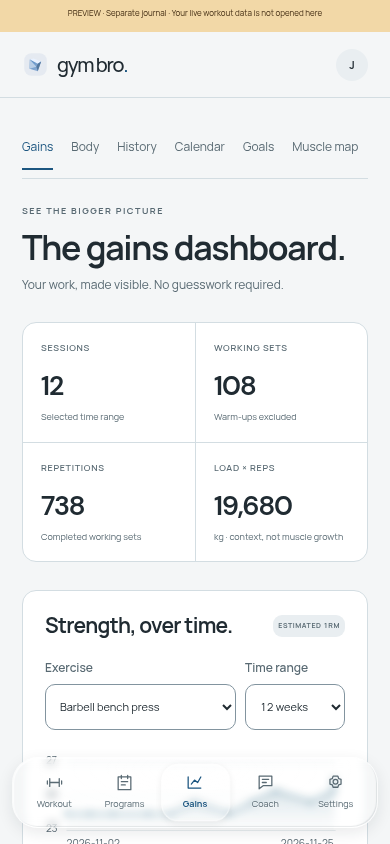 PREVIEW · Separate journal · Your live workout data is not opened here
gym bro.
J
Gains Body History Calendar Goals Muscle map
SEE THE BIGGER PICTURE
The gains dashboard.
Your work, made visible. No guesswork required.
SESSIONS
12
Selected time range
WORKING SETS
108
Warm-ups excluded
REPETITIONS
738
Completed working sets
LOAD × REPS
19,680
kg · context, not muscle growth
Strength, over time.
ESTIMATED 1RM
Exercise
Barbell bench press
Time range
12 weeks
Workout Programs Gains Coach Settings
23
2026-11-02 2026-11-25